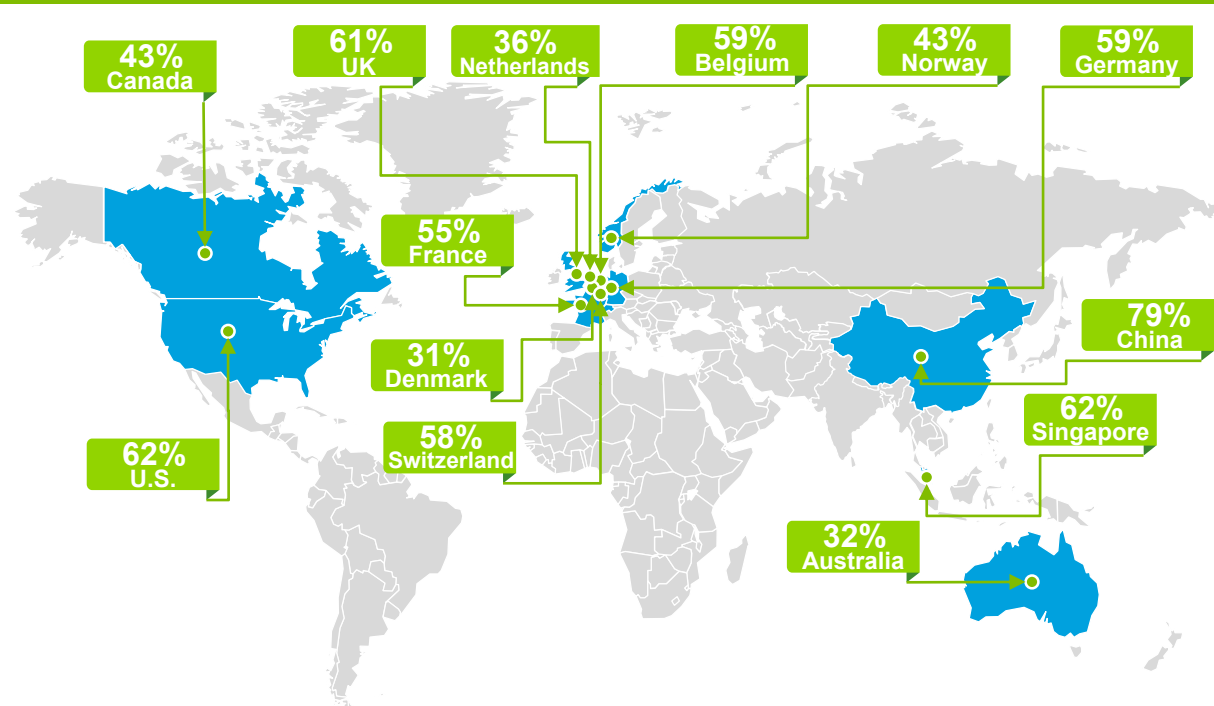 43%
Canada
61%
UK
36%
Netherlands
59%
Belgium
43%
Norway
59%
Germany
55%
France
79%
China
31%
Denmark
62%
Singapore
58%
Switzerland
62%
U.S.
32%
Australia